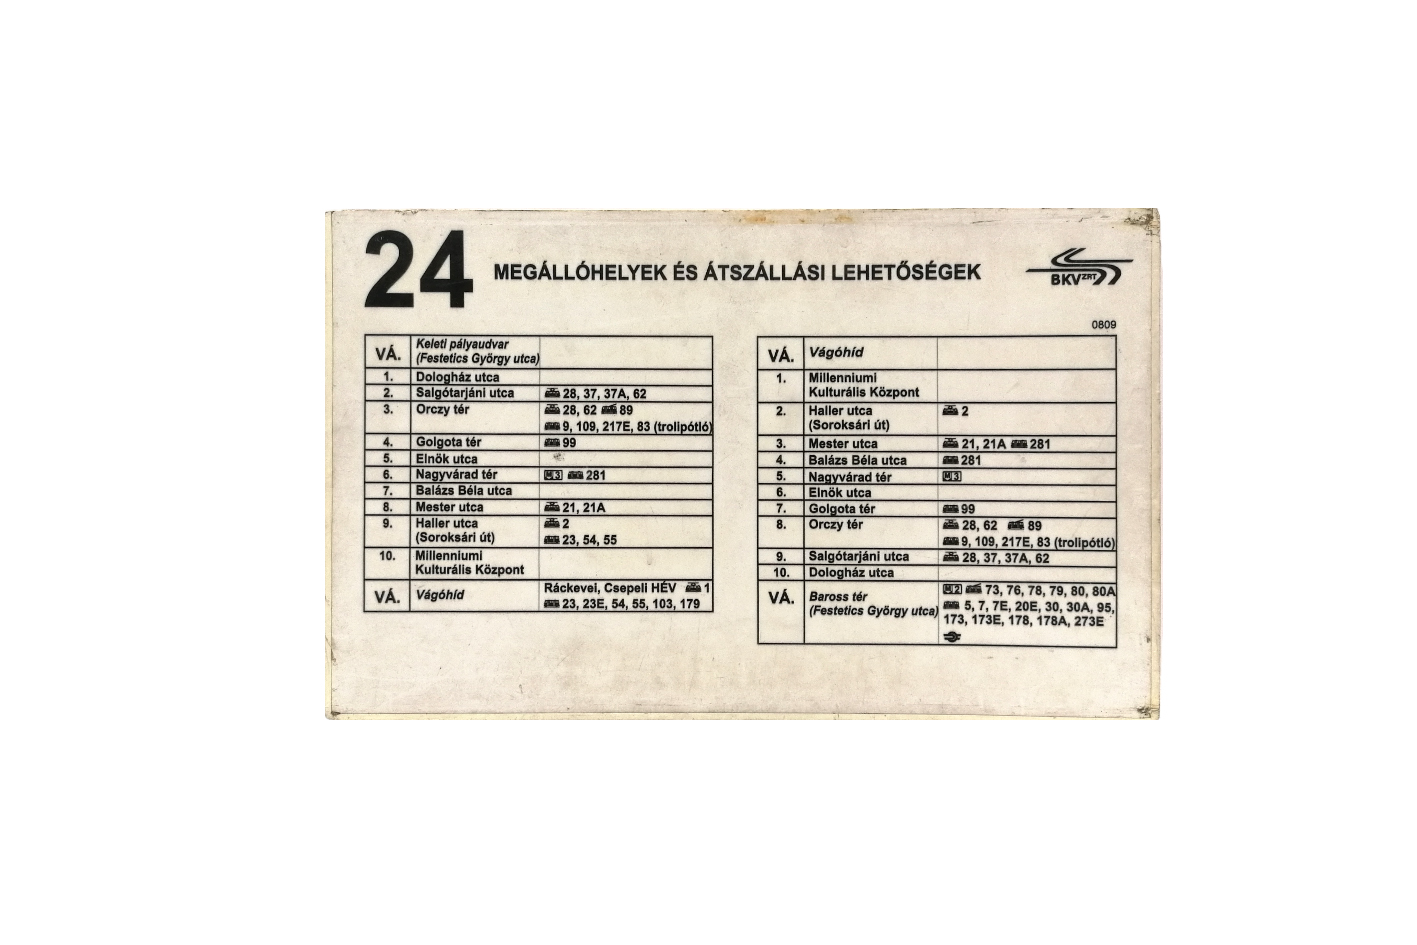 24
MEGÁLLÓHELYEK ÉS ÁTSZÁLLÁSI LEHETŐSÉGEK
BKV ZRT
0809
VÁ. Keleti pályaudvar
(Festetics György utca)
1. Dologház utca
2. Salgótarjáni utca 28, 37, 37A, 62
3. Orczy tér 28, 62 89
9, 109, 217E, 83 (trolipótló)
4. Golgota tér 99
5. Elnök utca
6. Nagyvárad tér M3 281
7. Balázs Béla utca
8. Mester utca 21, 21A
9. Haller utca 2
(Soroksári út) 23, 54, 55
10. Millenniumi
Kulturális Központ
VÁ. Vágóhíd Ráckevei, Csepeli HÉV 1
23, 23E, 54, 55, 103, 179
VÁ. Vágóhíd
1. Millenniumi
Kulturális Központ
2. Haller utca 2
(Soroksári út)
3. Mester utca 21, 21A 281
4. Balázs Béla utca 281
5. Nagyvárad tér M3
6. Elnök utca
7. Golgota tér 99
8. Orczy tér 28, 62 89
9, 109, 217E, 83 (trolipótló)
9. Salgótarjáni utca 28, 37, 37A, 62
10. Dologház utca
VÁ. Baross tér M2 73, 76, 78, 79, 80, 80A
(Festetics György utca) 5, 7, 7E, 20E, 30, 30A, 95,
173, 173E, 178, 178A, 273E